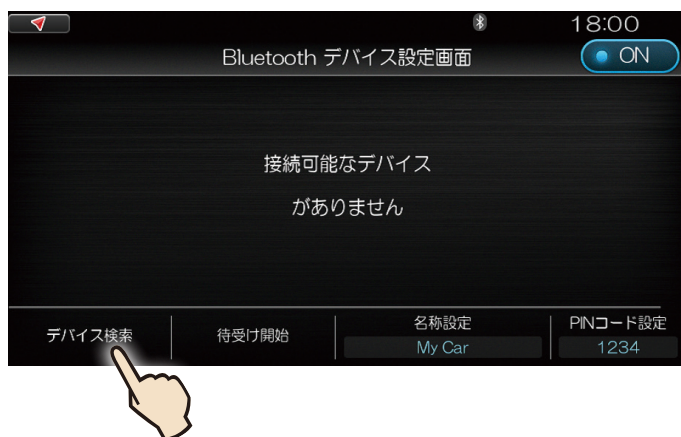 18:00
Bluetooth デバイス設定画面
ON
接続可能なデバイス
がありません
デバイス検索
待受け開始
名称設定
My Car
PINコード設定
1234